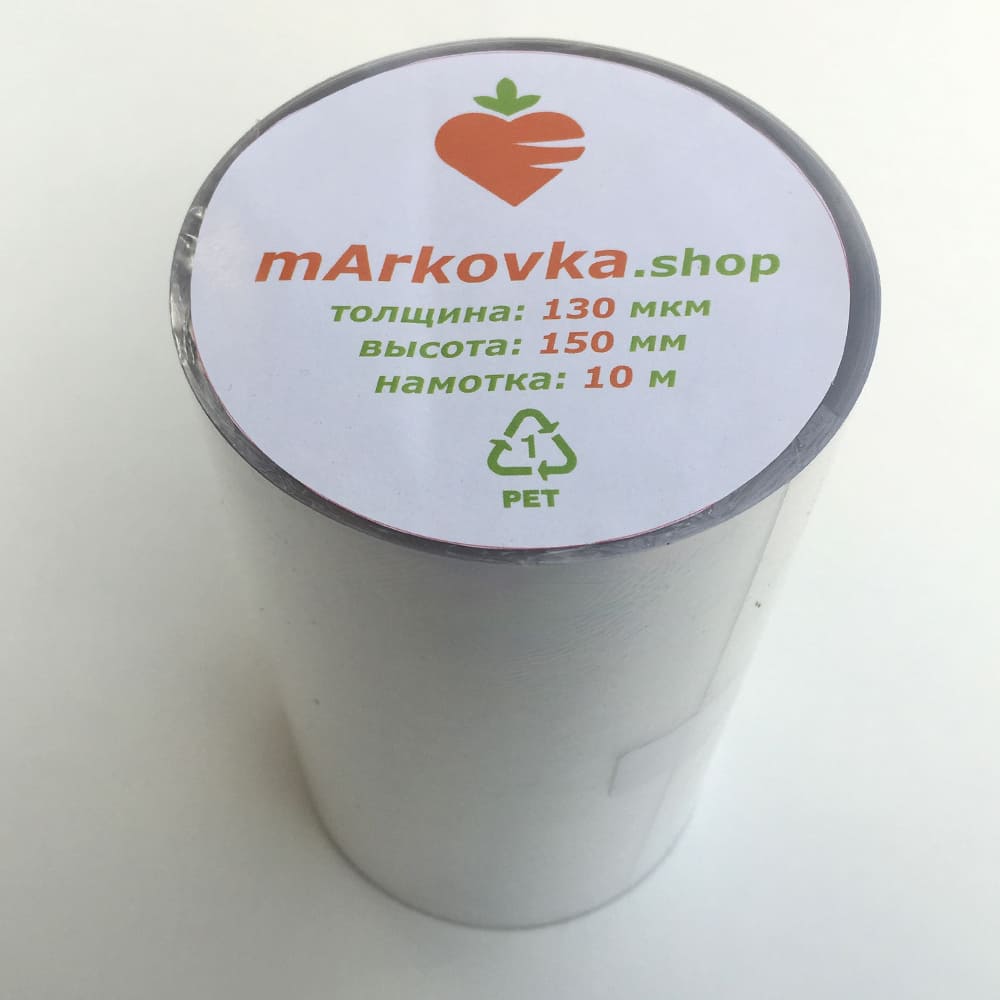 mArkovka.shop
толщина: 130 мкм
высота: 150 мм
намотка: 10 м
1
PET